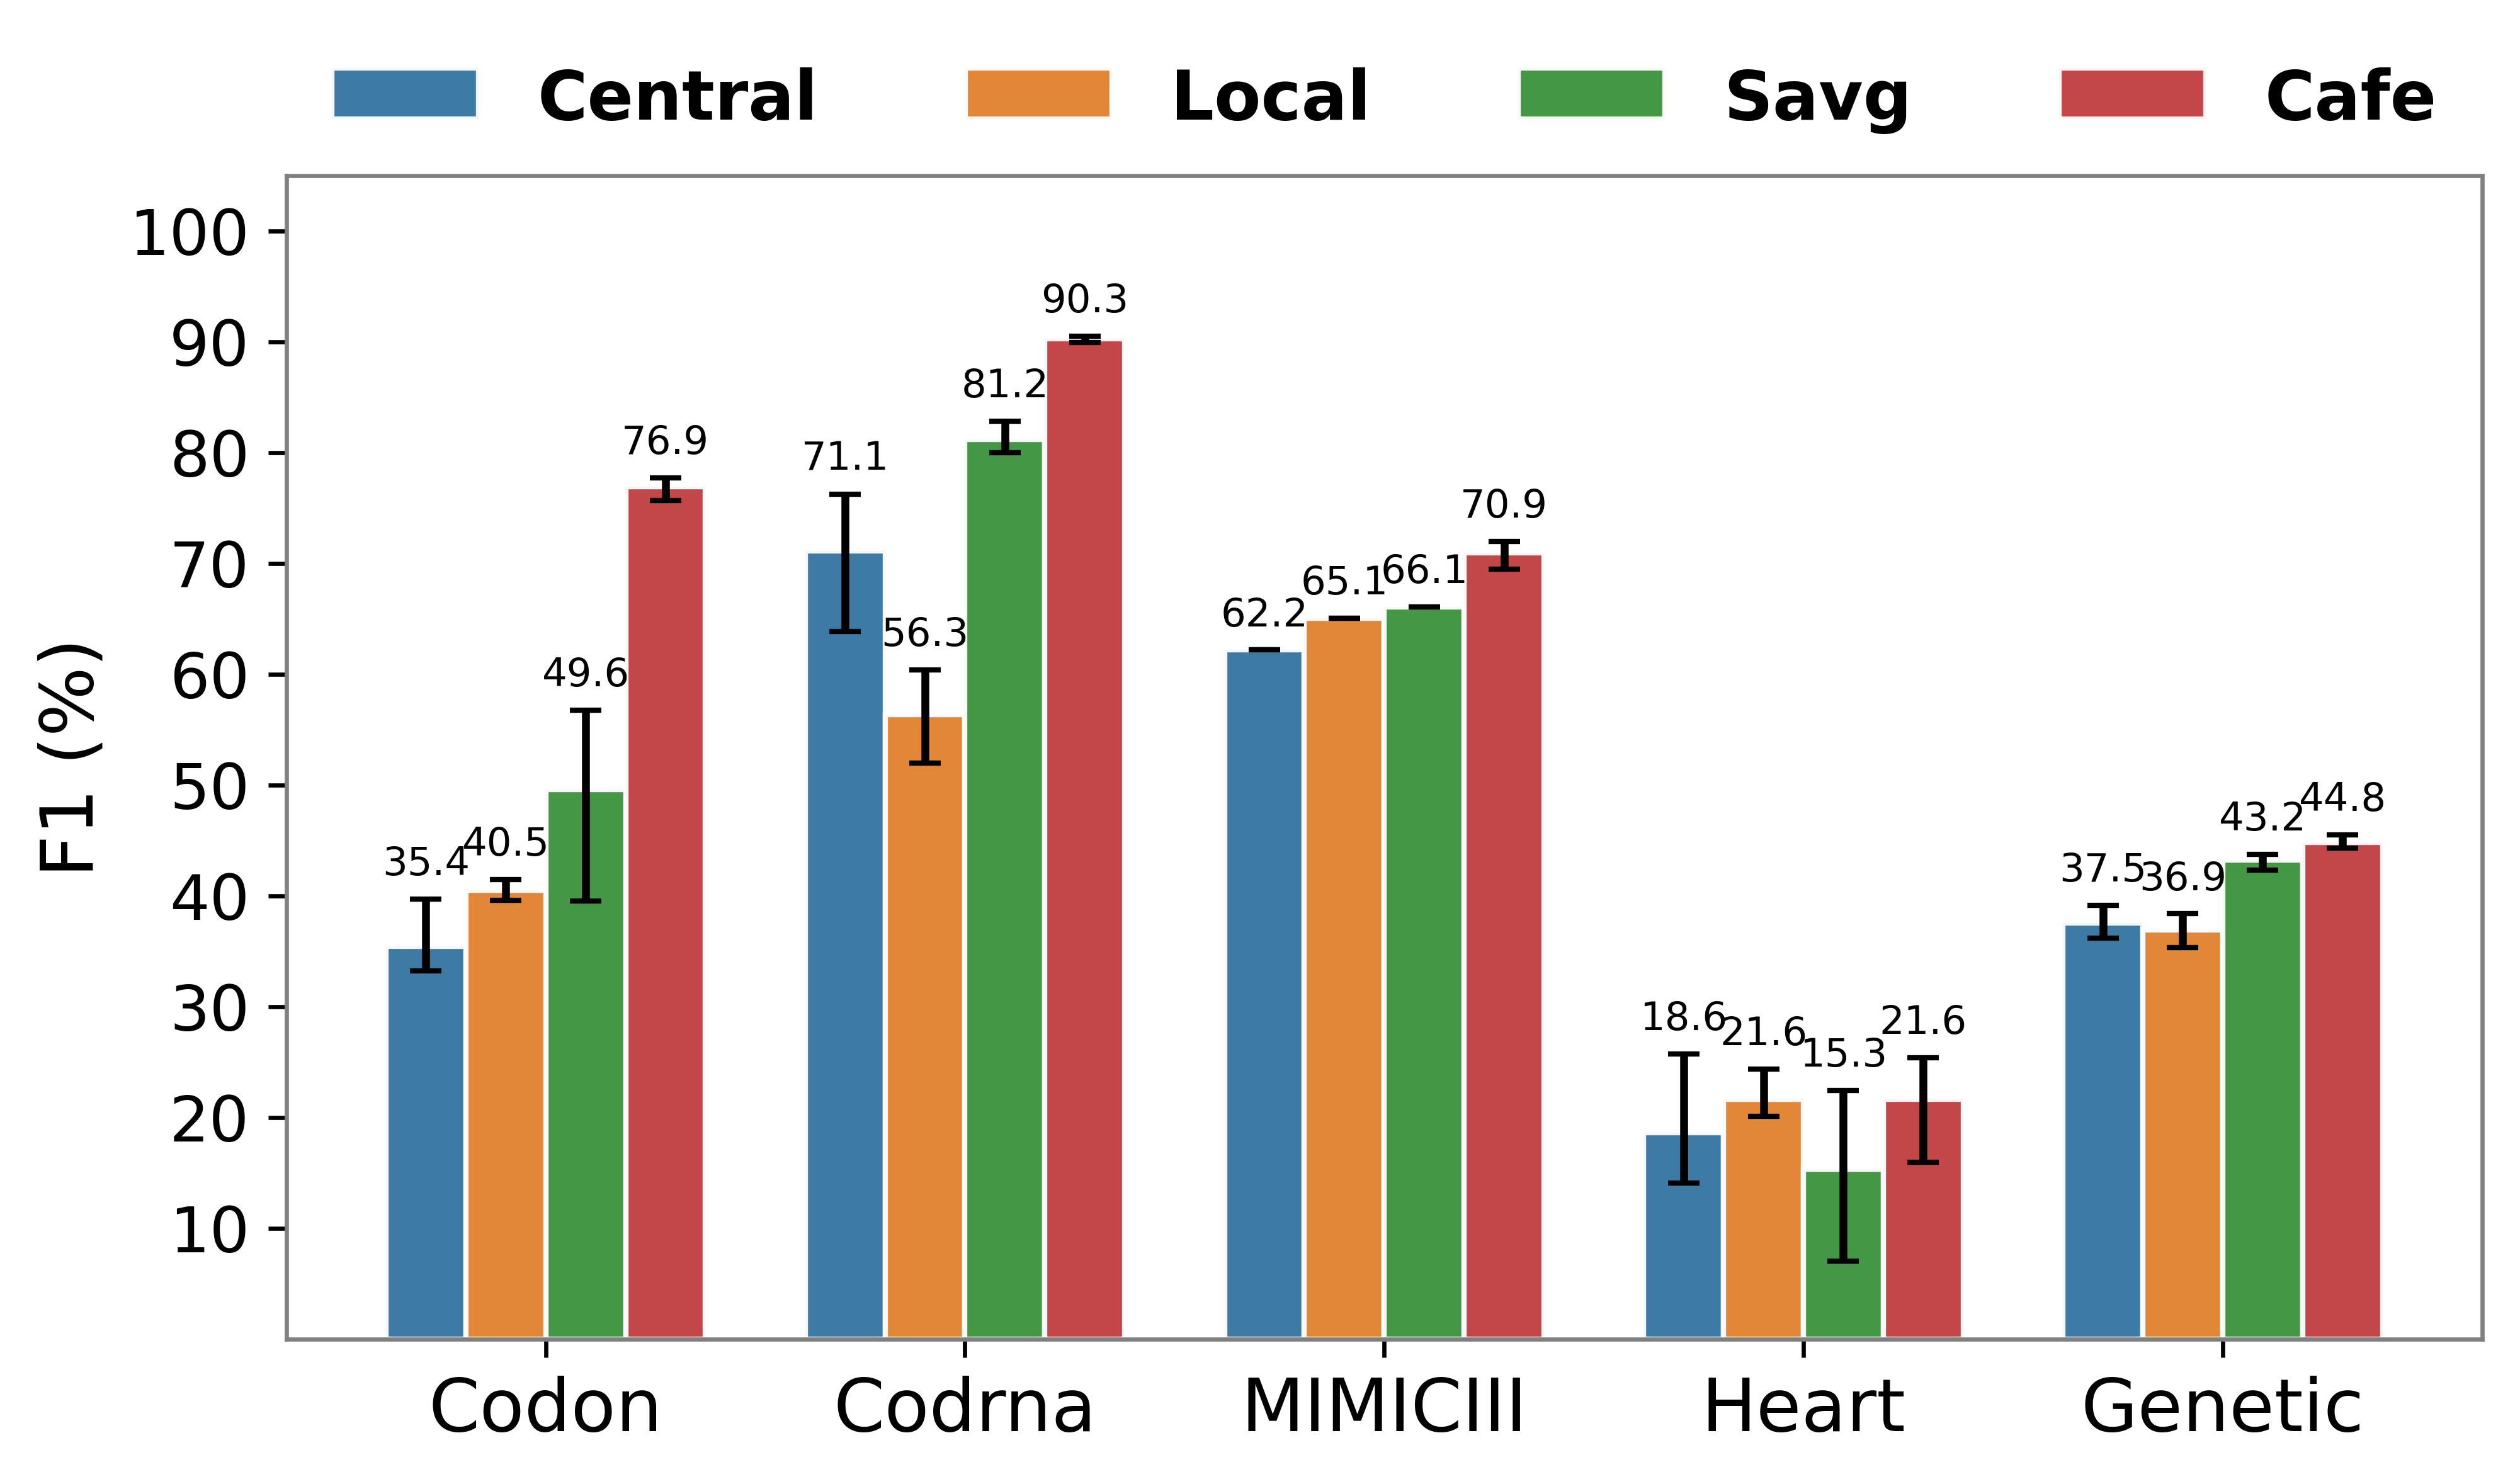 Central Local Savg Cafe
F1 (%)
100
90
80
70
60
50
40
30
20
10
35.4 40.5 49.6 76.9
71.1 56.3 81.2 90.3
62.2 65.1 66.1 70.9
18.6 21.6 15.3 21.6
37.5 36.9 43.2 44.8
Codon Codrna MIMICIII Heart Genetic